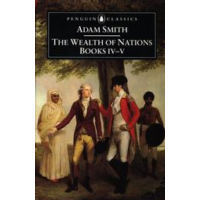 PENGUIN CLASSICS
ADAM SMITH
THE WEALTH OF NATIONS
BOOKS IV–V